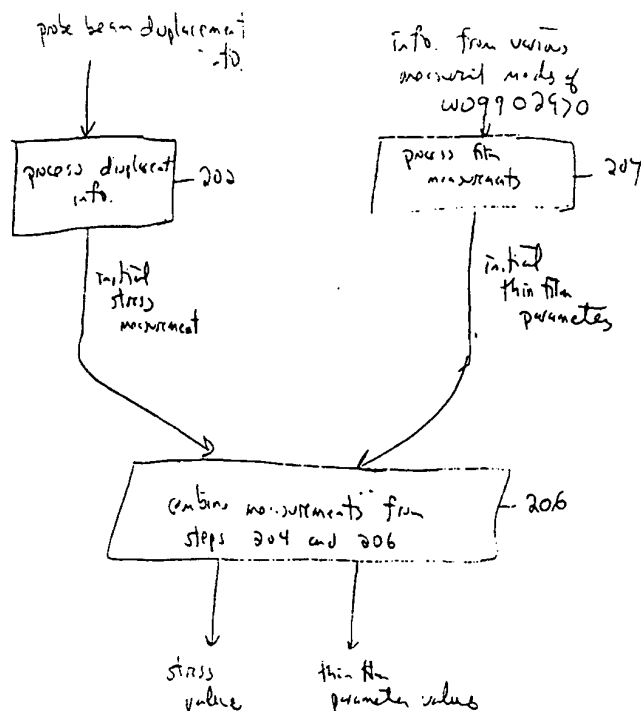 probe beam displacement
info.
info. from various
measurement modes of
WO9902970
process displacement
info.
202
process film
measurements
204
initial
stress
measurement
initial
thin film
parameters
combine measurements from
steps 204 and 206
206
stress
values
thin film
parameter values